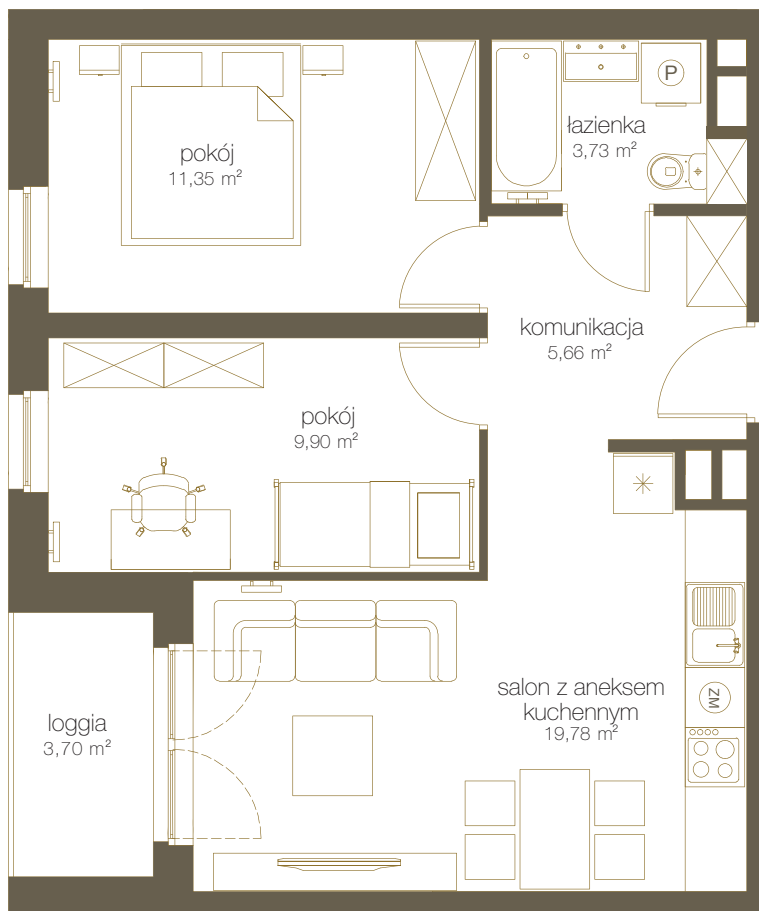 pokój
11,35 m²
łazienka
3,73 m²
P
komunikacja
5,66 m²
pokój
9,90 m²
salon z aneksem
kuchennym
19,78 m²
ZM
loggia
3,70 m²